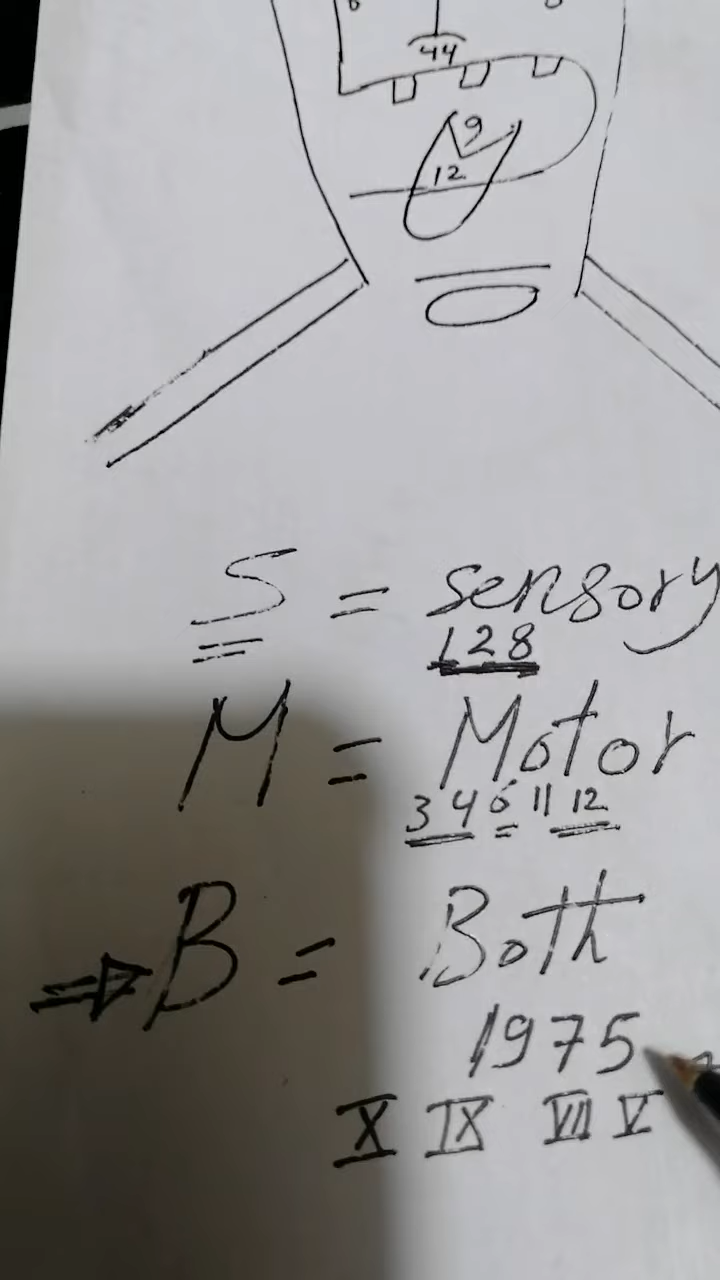 44
9
12
S = sensory
128
M = Motor
3 4 6 11 12
B = Both
1975
X IX VII V